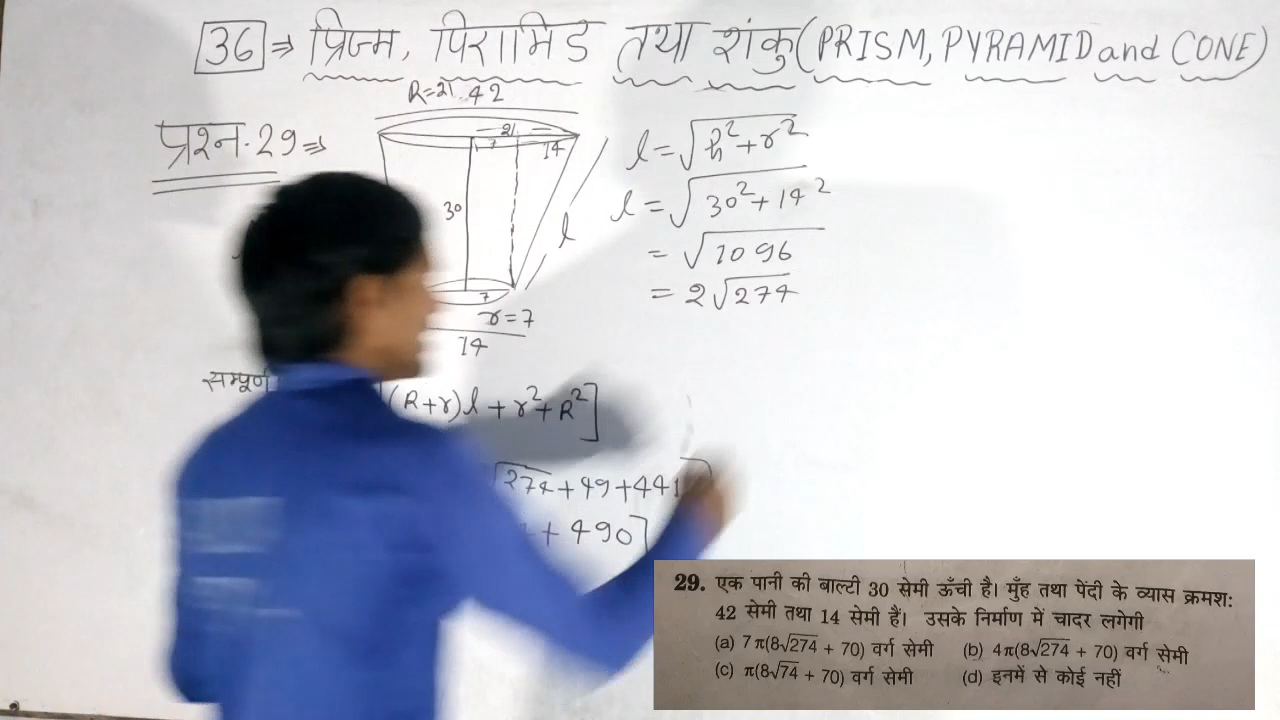 36 ⇒ प्रिज्म, पिरामिड तथा शंकु (PRISM, PYRAMID and CONE)
R=21 42
प्रश्न.29 ⇒
21
7 14
30
l
7
r=7
14
l = √h²+r²
l = √30²+14²
= √1096
= 2√274
सम्पूर्ण
(R+r)l + r²+R²]
√274+49+441]
+ 490]
29. एक पानी की बाल्टी 30 सेमी ऊँची है। मुँह तथा पेंदी के व्यास क्रमश:
42 सेमी तथा 14 सेमी हैं। उसके निर्माण में चादर लगेगी
(a) 7π(8√274 + 70) वर्ग सेमी (b) 4π(8√274 + 70) वर्ग सेमी
(c) π(8√74 + 70) वर्ग सेमी (d) इनमें से कोई नहीं